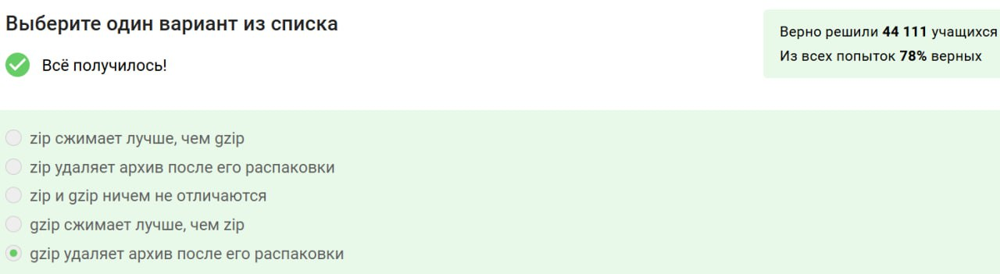 Выберите один вариант из списка
Всё получилось!
Верно решили 44 111 учащихся
Из всех попыток 78% верных
zip сжимает лучше, чем gzip
zip удаляет архив после его распаковки
zip и gzip ничем не отличаются
gzip сжимает лучше, чем zip
gzip удаляет архив после его распаковки